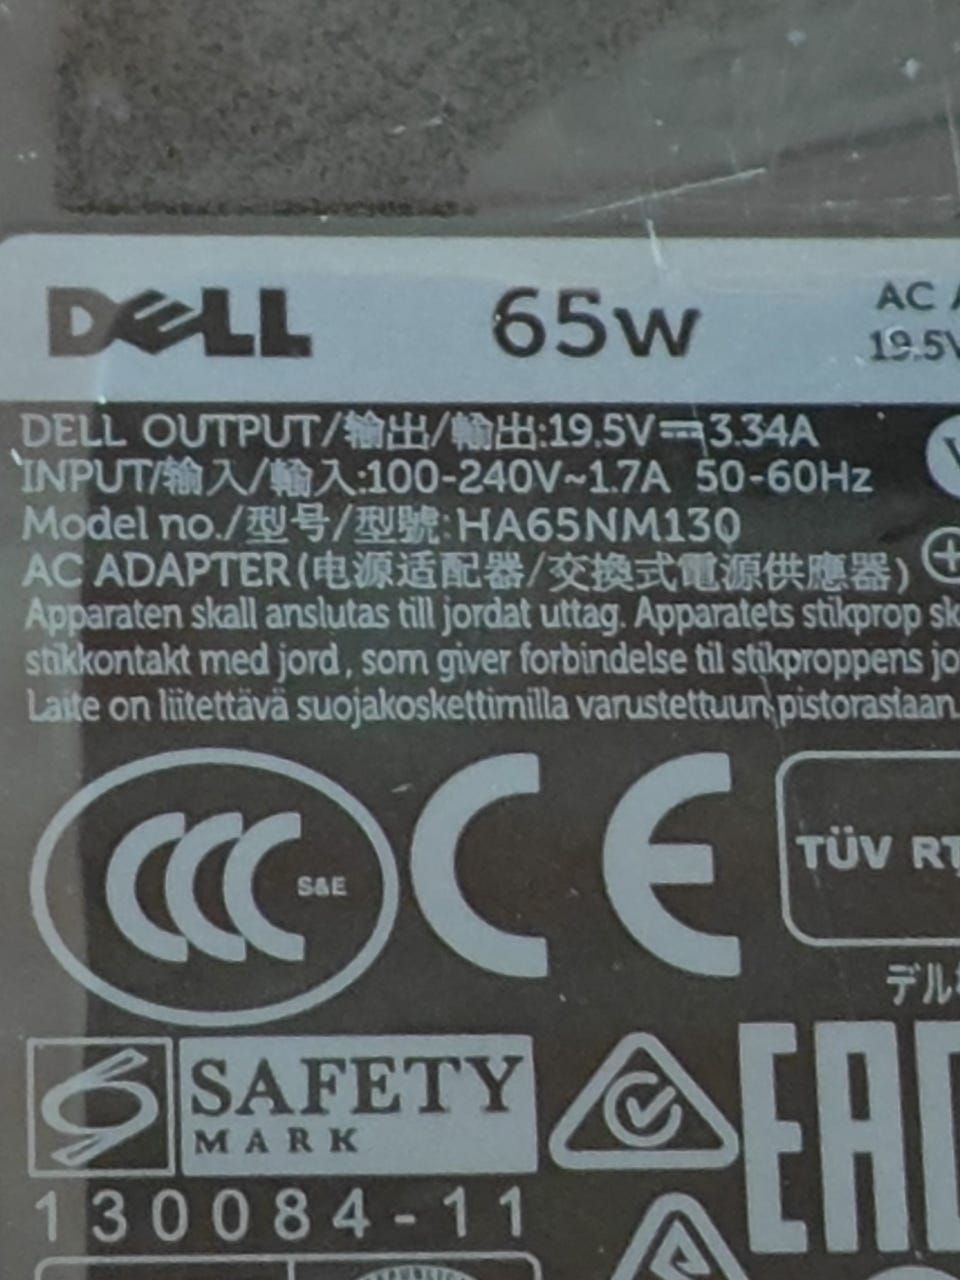 DELL 65W AC
19.5V
DELL OUTPUT/输出/輸出:19.5V⎓3.34A
INPUT/输入/輸入:100-240V~1.7A 50-60Hz
Model no./型号/型號:HA65NM130
AC ADAPTER(电源适配器/交換式電源供應器)
Apparaten skall anslutas till jordat uttag. Apparatets stikprop sk
stikkontakt med jord, som giver forbindelse til stikproppens jo
Laite on liitettävä suojakoskettimilla varustettuun pistorasiaan.
CCC S&E CE TÜV
デル
SAFETY
MARK
EAC
130084-11